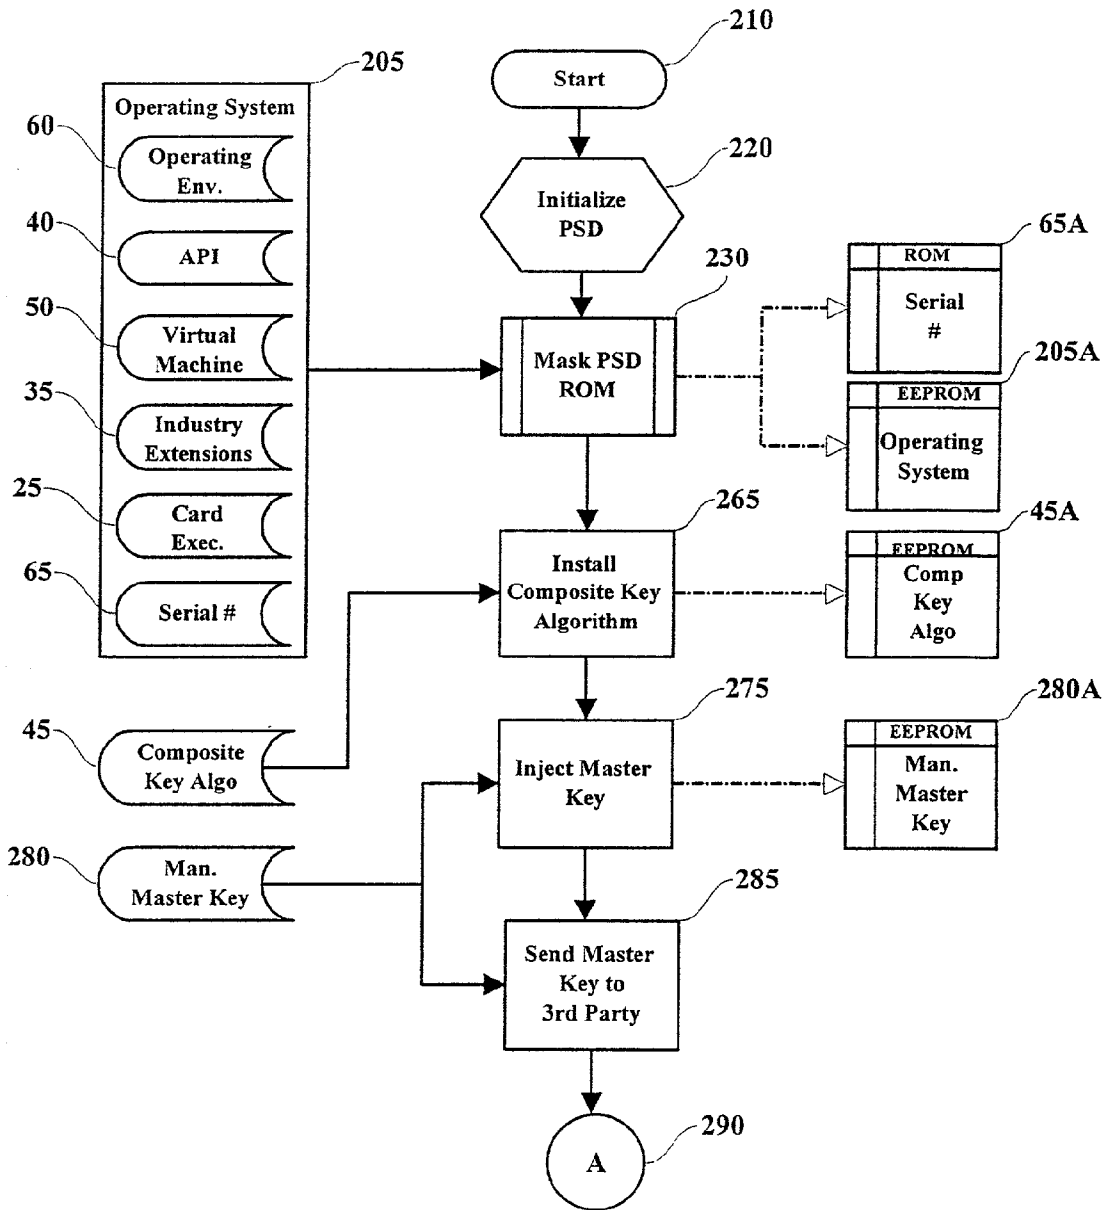 210
Start
205
Operating System
60
Operating
Env.
220
Initialize
PSD
40
API
65A
ROM
Serial
#
230
Mask PSD
ROM
50
Virtual
Machine
205A
EEPROM
Operating
System
35
Industry
Extensions
25
Card
Exec.
265
Install
Composite Key
Algorithm
45A
EEPROM
Comp
Key
Algo
65
Serial #
45
Composite
Key Algo
275
Inject Master
Key
280A
EEPROM
Man.
Master
Key
280
Man.
Master Key
285
Send Master
Key to
3rd Party
290
A